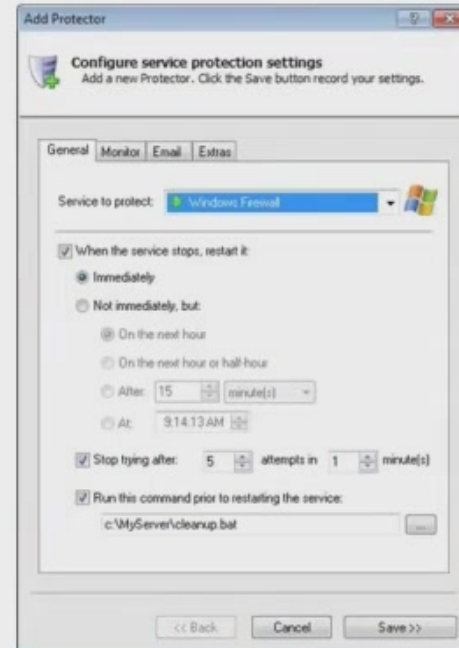 Add Protector
Configure service protection settings
Add a new Protector. Click the Save button record your settings.
General Monitor Email Extras
Service to protect: Windows Firewall
When the service stops, restart it:
Immediately
Not immediately, but:
On the next hour
On the next hour or half-hour
After: 15 minute(s)
At: 9:14:13 AM
Stop trying after: 5 attempts in 1 minute(s)
Run this command prior to restarting the service:
c:\MyServer\cleanup.bat
...
<< Back Cancel Save >>